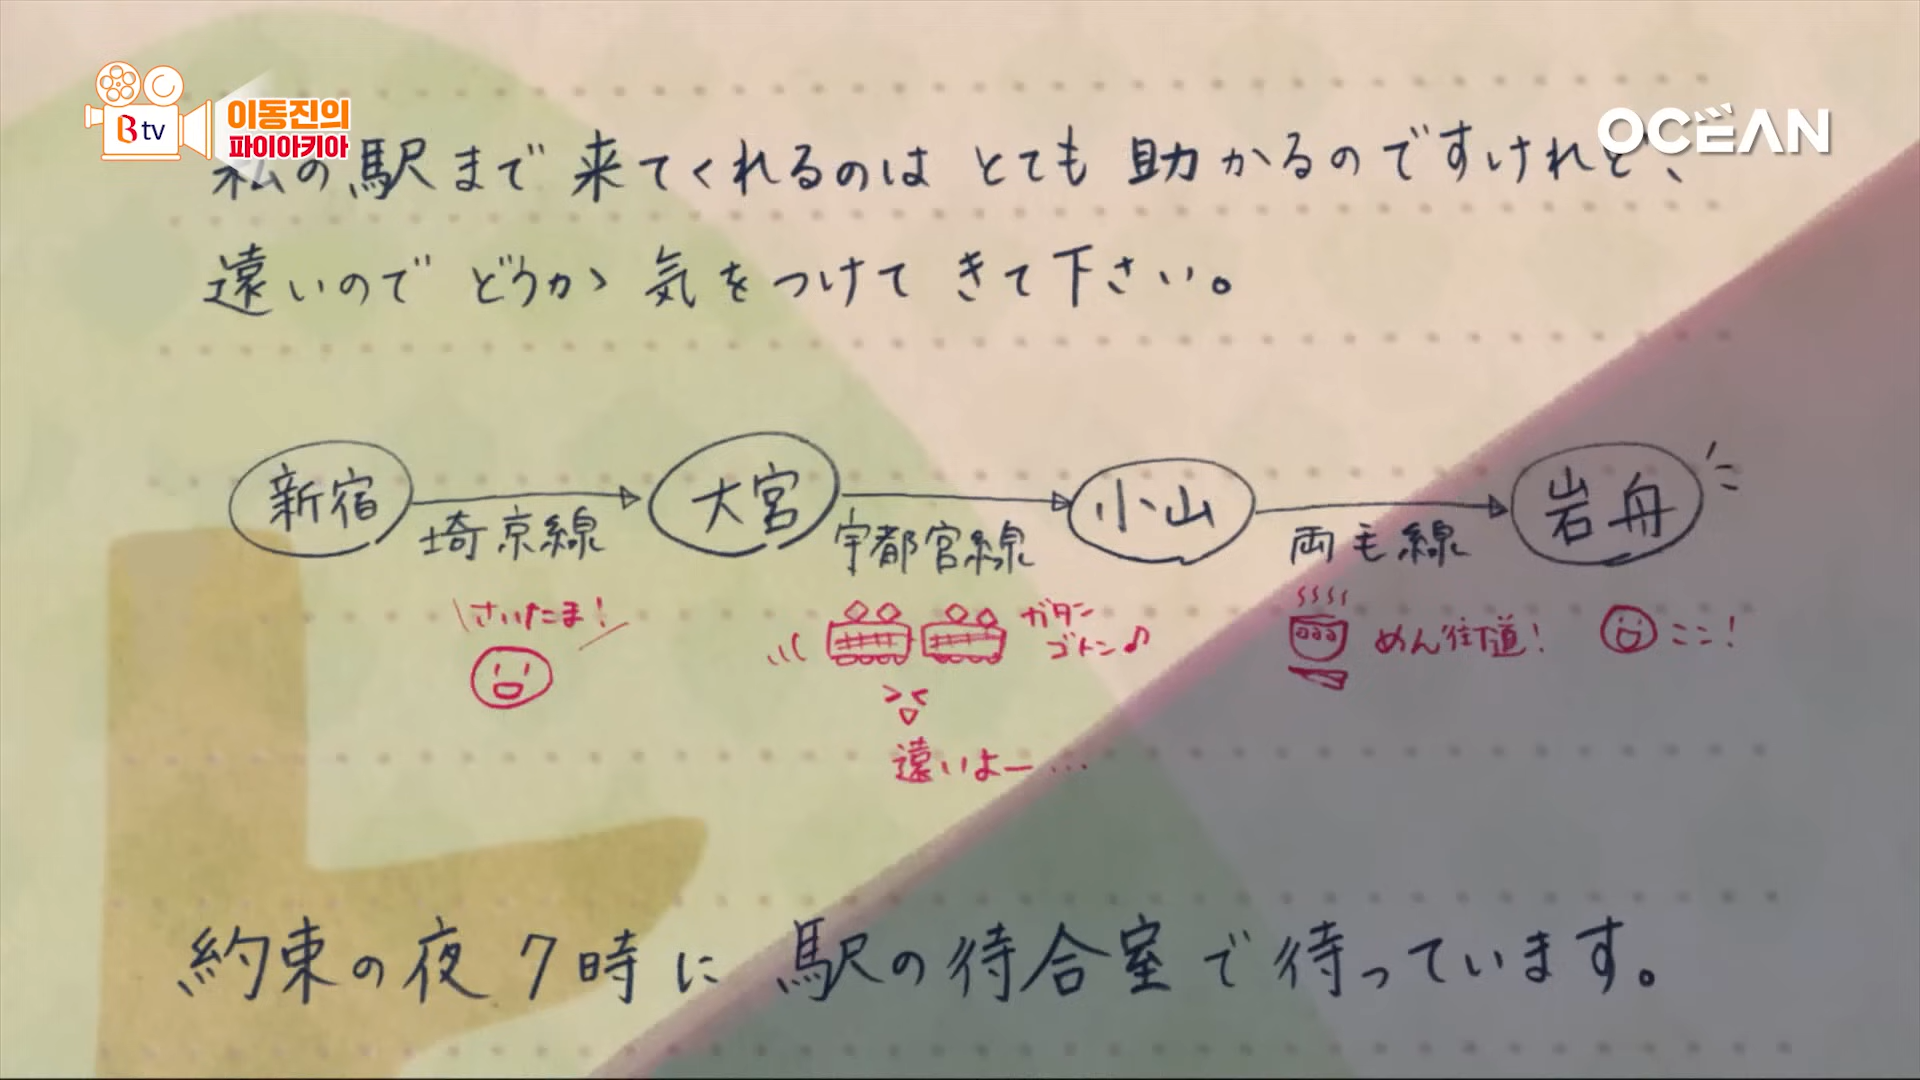 B tv
이동진의
파이아키아
OCEAN
私の駅まで来てくれるのはとても助かるのですけれど、
遠いのでどうか気をつけてきて下さい。
新宿 大宮 小山 岩舟
埼京線 宇都宮線 両毛線
さいたま!
ガタン
ゴトン♪
めん街道!
ココ!
遠いよー…
約束の夜7時に駅の待合室で待っています。